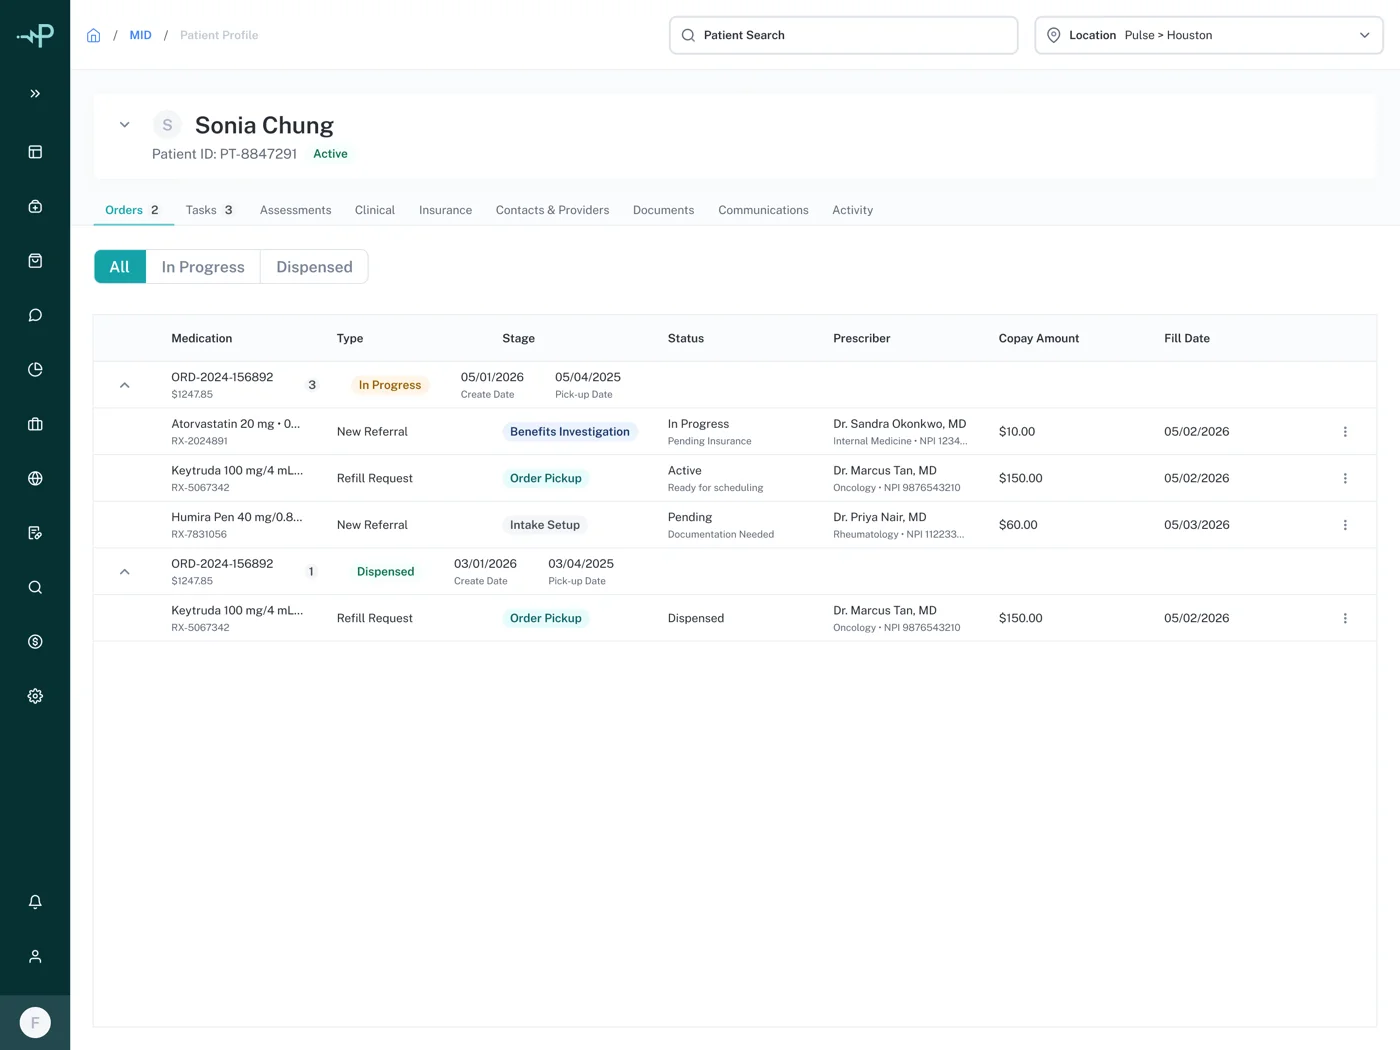 / MID / Patient Profile
Patient Search
Location Pulse > Houston
S Sonia Chung
Patient ID: PT-8847291 Active
Orders 2 Tasks 3 Assessments Clinical Insurance Contacts & Providers Documents Communications Activity
All In Progress Dispensed
Medication Type Stage Status Prescriber Copay Amount Fill Date
ORD-2024-156892 3 In Progress 05/01/2026 05/04/2025
$1247.85 Create Date Pick-up Date
Atorvastatin 20 mg • 0... New Referral Benefits Investigation In Progress Dr. Sandra Okonkwo, MD $10.00 05/02/2026
RX-2024891 Pending Insurance Internal Medicine • NPI 1234...
Keytruda 100 mg/4 mL... Refill Request Order Pickup Active Dr. Marcus Tan, MD $150.00 05/02/2026
RX-5067342 Ready for scheduling Oncology • NPI 9876543210
Humira Pen 40 mg/0.8... New Referral Intake Setup Pending Dr. Priya Nair, MD $60.00 05/03/2026
RX-7831056 Documentation Needed Rheumatology • NPI 112233...
ORD-2024-156892 1 Dispensed 03/01/2026 03/04/2025
$1247.85 Create Date Pick-up Date
Keytruda 100 mg/4 mL... Refill Request Order Pickup Dispensed Dr. Marcus Tan, MD $150.00 05/02/2026
RX-5067342 Oncology • NPI 9876543210
F